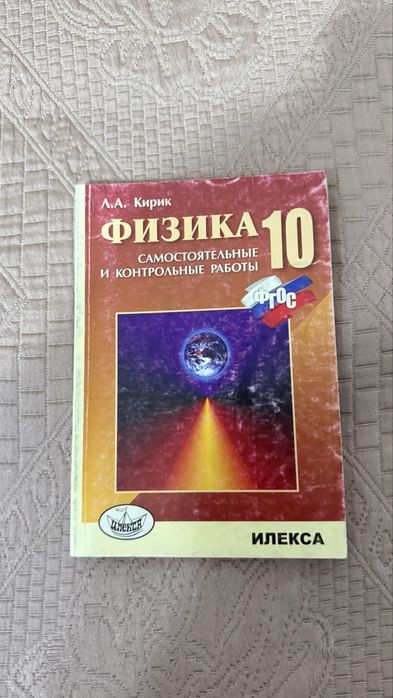 Л.А. Кирик
ФИЗИКА 10
САМОСТОЯТЕЛЬНЫЕ
И КОНТРОЛЬНЫЕ РАБОТЫ
ФГОС
ИЛЕКСА
ИЛЕКСА